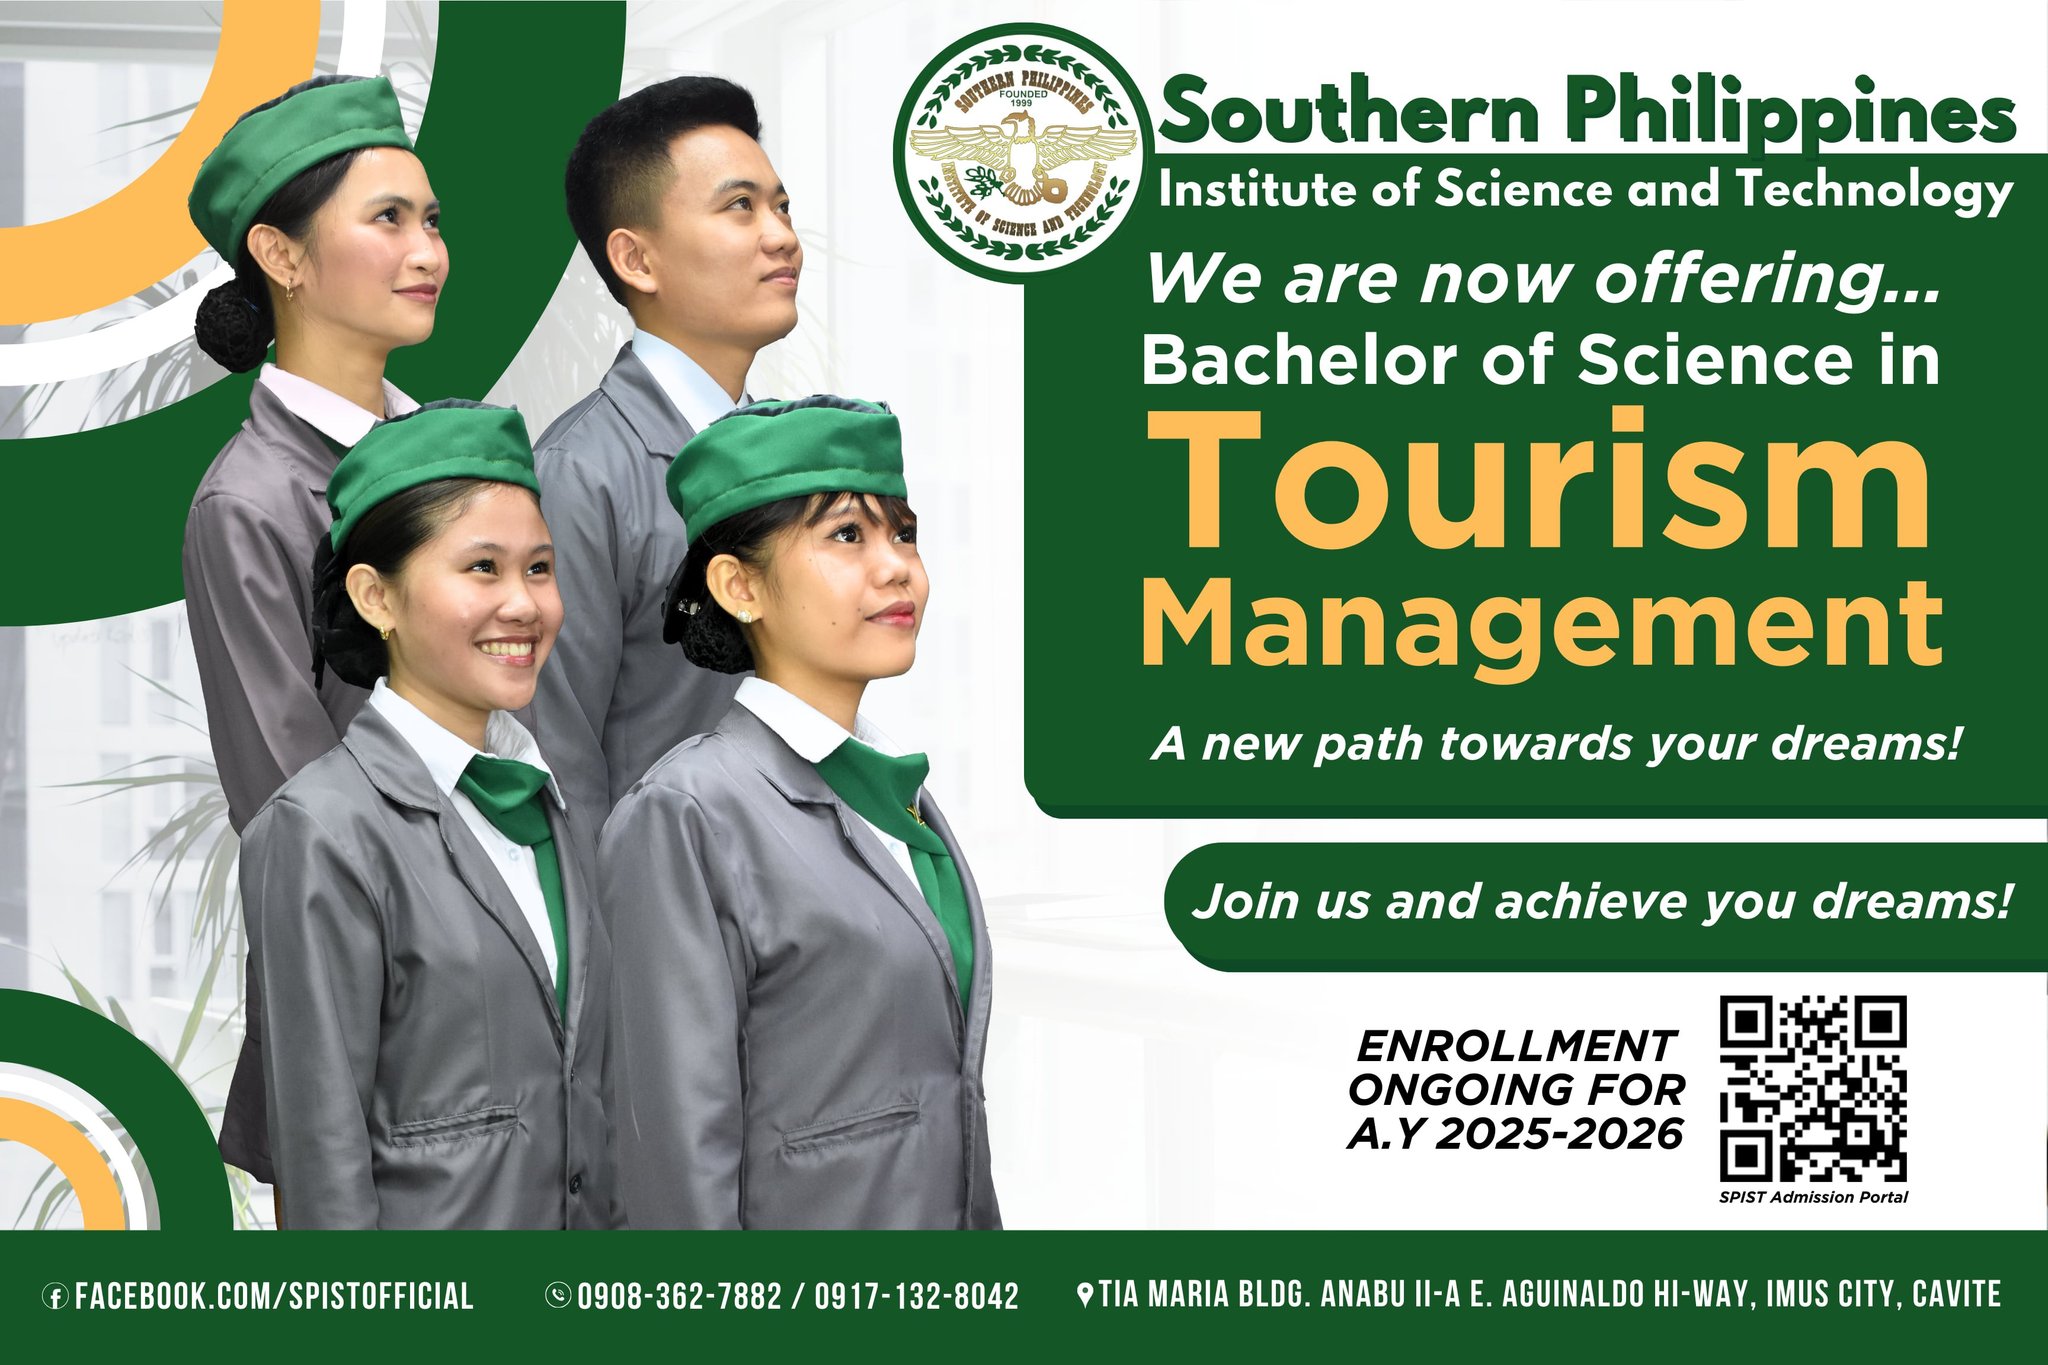 SOUTHERN PHILIPPINES
FOUNDED
1999
INSTITUTE OF SCIENCE AND TECHNOLOGY
Southern Philippines
Institute of Science and Technology
We are now offering...
Bachelor of Science in
Tourism
Management
A new path towards your dreams!
Join us and achieve you dreams!
ENROLLMENT
ONGOING FOR
A.Y 2025-2026
SPIST Admission Portal
FACEBOOK.COM/SPISTOFFICIAL
0908-362-7882 / 0917-132-8042
TIA MARIA BLDG. ANABU II-A E. AGUINALDO HI-WAY, IMUS CITY, CAVITE